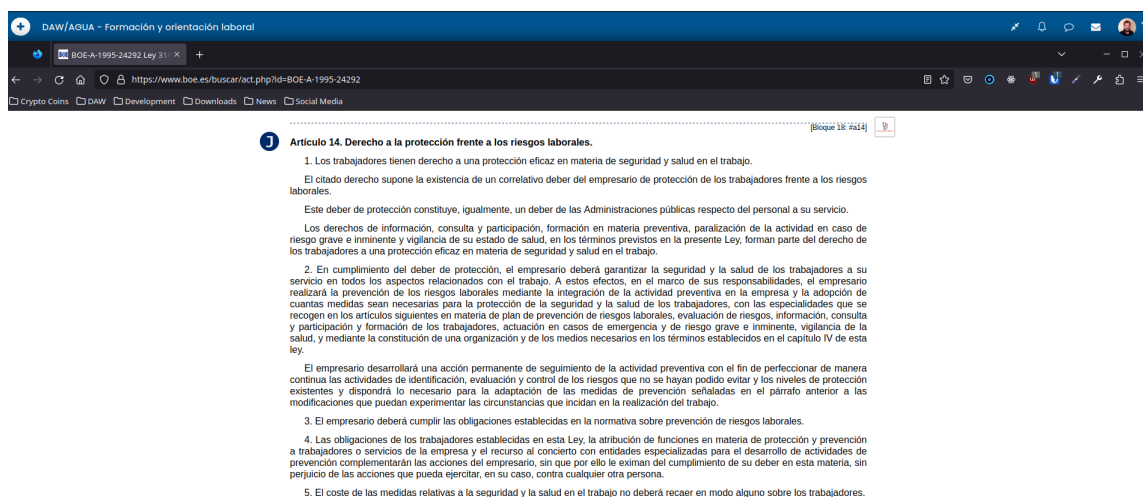 DAW/AGUA - Formación y orientación laboral
BOE-A-1995-24292 Ley 31/
https://www.boe.es/buscar/act.php?id=BOE-A-1995-24292
Crypto Coins DAW Development Downloads News Social Media
[Bloque 18: #a14]
Artículo 14. Derecho a la protección frente a los riesgos laborales.
1. Los trabajadores tienen derecho a una protección eficaz en materia de seguridad y salud en el trabajo.
El citado derecho supone la existencia de un correlativo deber del empresario de protección de los trabajadores frente a los riesgos
laborales.
Este deber de protección constituye, igualmente, un deber de las Administraciones públicas respecto del personal a su servicio.
Los derechos de información, consulta y participación, formación en materia preventiva, paralización de la actividad en caso de
riesgo grave e inminente y vigilancia de su estado de salud, en los términos previstos en la presente Ley, forman parte del derecho de
los trabajadores a una protección eficaz en materia de seguridad y salud en el trabajo.
2. En cumplimiento del deber de protección, el empresario deberá garantizar la seguridad y la salud de los trabajadores a su
servicio en todos los aspectos relacionados con el trabajo. A estos efectos, en el marco de sus responsabilidades, el empresario
realizará la prevención de los riesgos laborales mediante la integración de la actividad preventiva en la empresa y la adopción de
cuantas medidas sean necesarias para la protección de la seguridad y la salud de los trabajadores, con las especialidades que se
recogen en los artículos siguientes en materia de plan de prevención de riesgos laborales, evaluación de riesgos, información, consulta
y participación y formación de los trabajadores, actuación en casos de emergencia y de riesgo grave e inminente, vigilancia de la
salud, y mediante la constitución de una organización y de los medios necesarios en los términos establecidos en el capítulo IV de esta
ley.
El empresario desarrollará una acción permanente de seguimiento de la actividad preventiva con el fin de perfeccionar de manera
continua las actividades de identificación, evaluación y control de los riesgos que no se hayan podido evitar y los niveles de protección
existentes y dispondrá lo necesario para la adaptación de las medidas de prevención señaladas en el párrafo anterior a las
modificaciones que puedan experimentar las circunstancias que incidan en la realización del trabajo.
3. El empresario deberá cumplir las obligaciones establecidas en la normativa sobre prevención de riesgos laborales.
4. Las obligaciones de los trabajadores establecidas en esta Ley, la atribución de funciones en materia de protección y prevención
a trabajadores o servicios de la empresa y el recurso al concierto con entidades especializadas para el desarrollo de actividades de
prevención complementarán las acciones del empresario, sin que por ello le eximan del cumplimiento de su deber en esta materia, sin
perjuicio de las acciones que pueda ejercitar, en su caso, contra cualquier otra persona.
5. El coste de las medidas relativas a la seguridad y la salud en el trabajo no deberá recaer en modo alguno sobre los trabajadores.